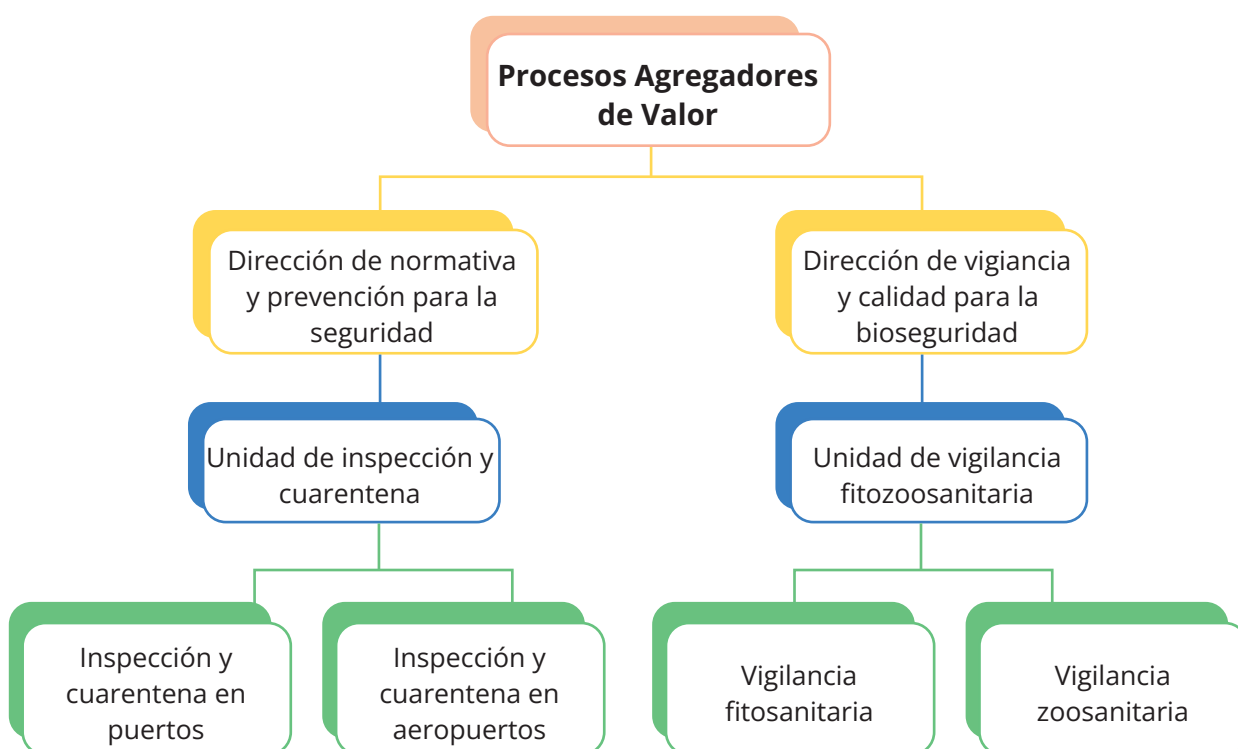 Procesos Agregadores
de Valor
Dirección de normativa
y prevención para la
seguridad
Dirección de vigiancia
y calidad para la
bioseguridad
Unidad de inspección y
cuarentena
Unidad de vigilancia
fitozoosanitaria
Inspección y
cuarentena en
puertos
Inspección y
cuarentena en
aeropuertos
Vigilancia
fitosanitaria
Vigilancia
zoosanitaria